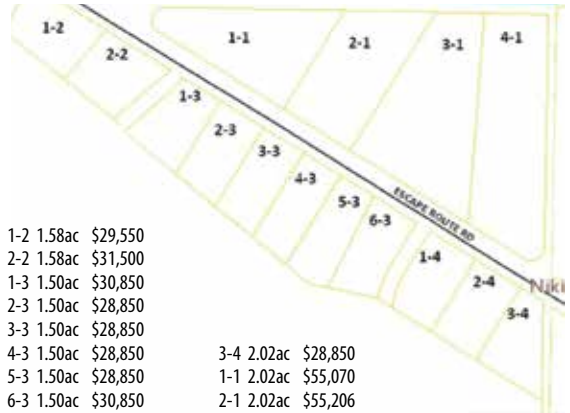 1-2
2-2
1-1
2-1
3-1
4-1
1-3
2-3
3-3
4-3
5-3
6-3
ESCAPE ROUTE RD
1-4
2-4
3-4
Nikl
1-2 1.58ac $29,550
2-2 1.58ac $31,500
1-3 1.50ac $30,850
2-3 1.50ac $28,850
3-3 1.50ac $28,850
4-3 1.50ac $28,850
5-3 1.50ac $28,850
6-3 1.50ac $30,850
3-4 2.02ac $28,850
1-1 2.02ac $55,070
2-1 2.02ac $55,206